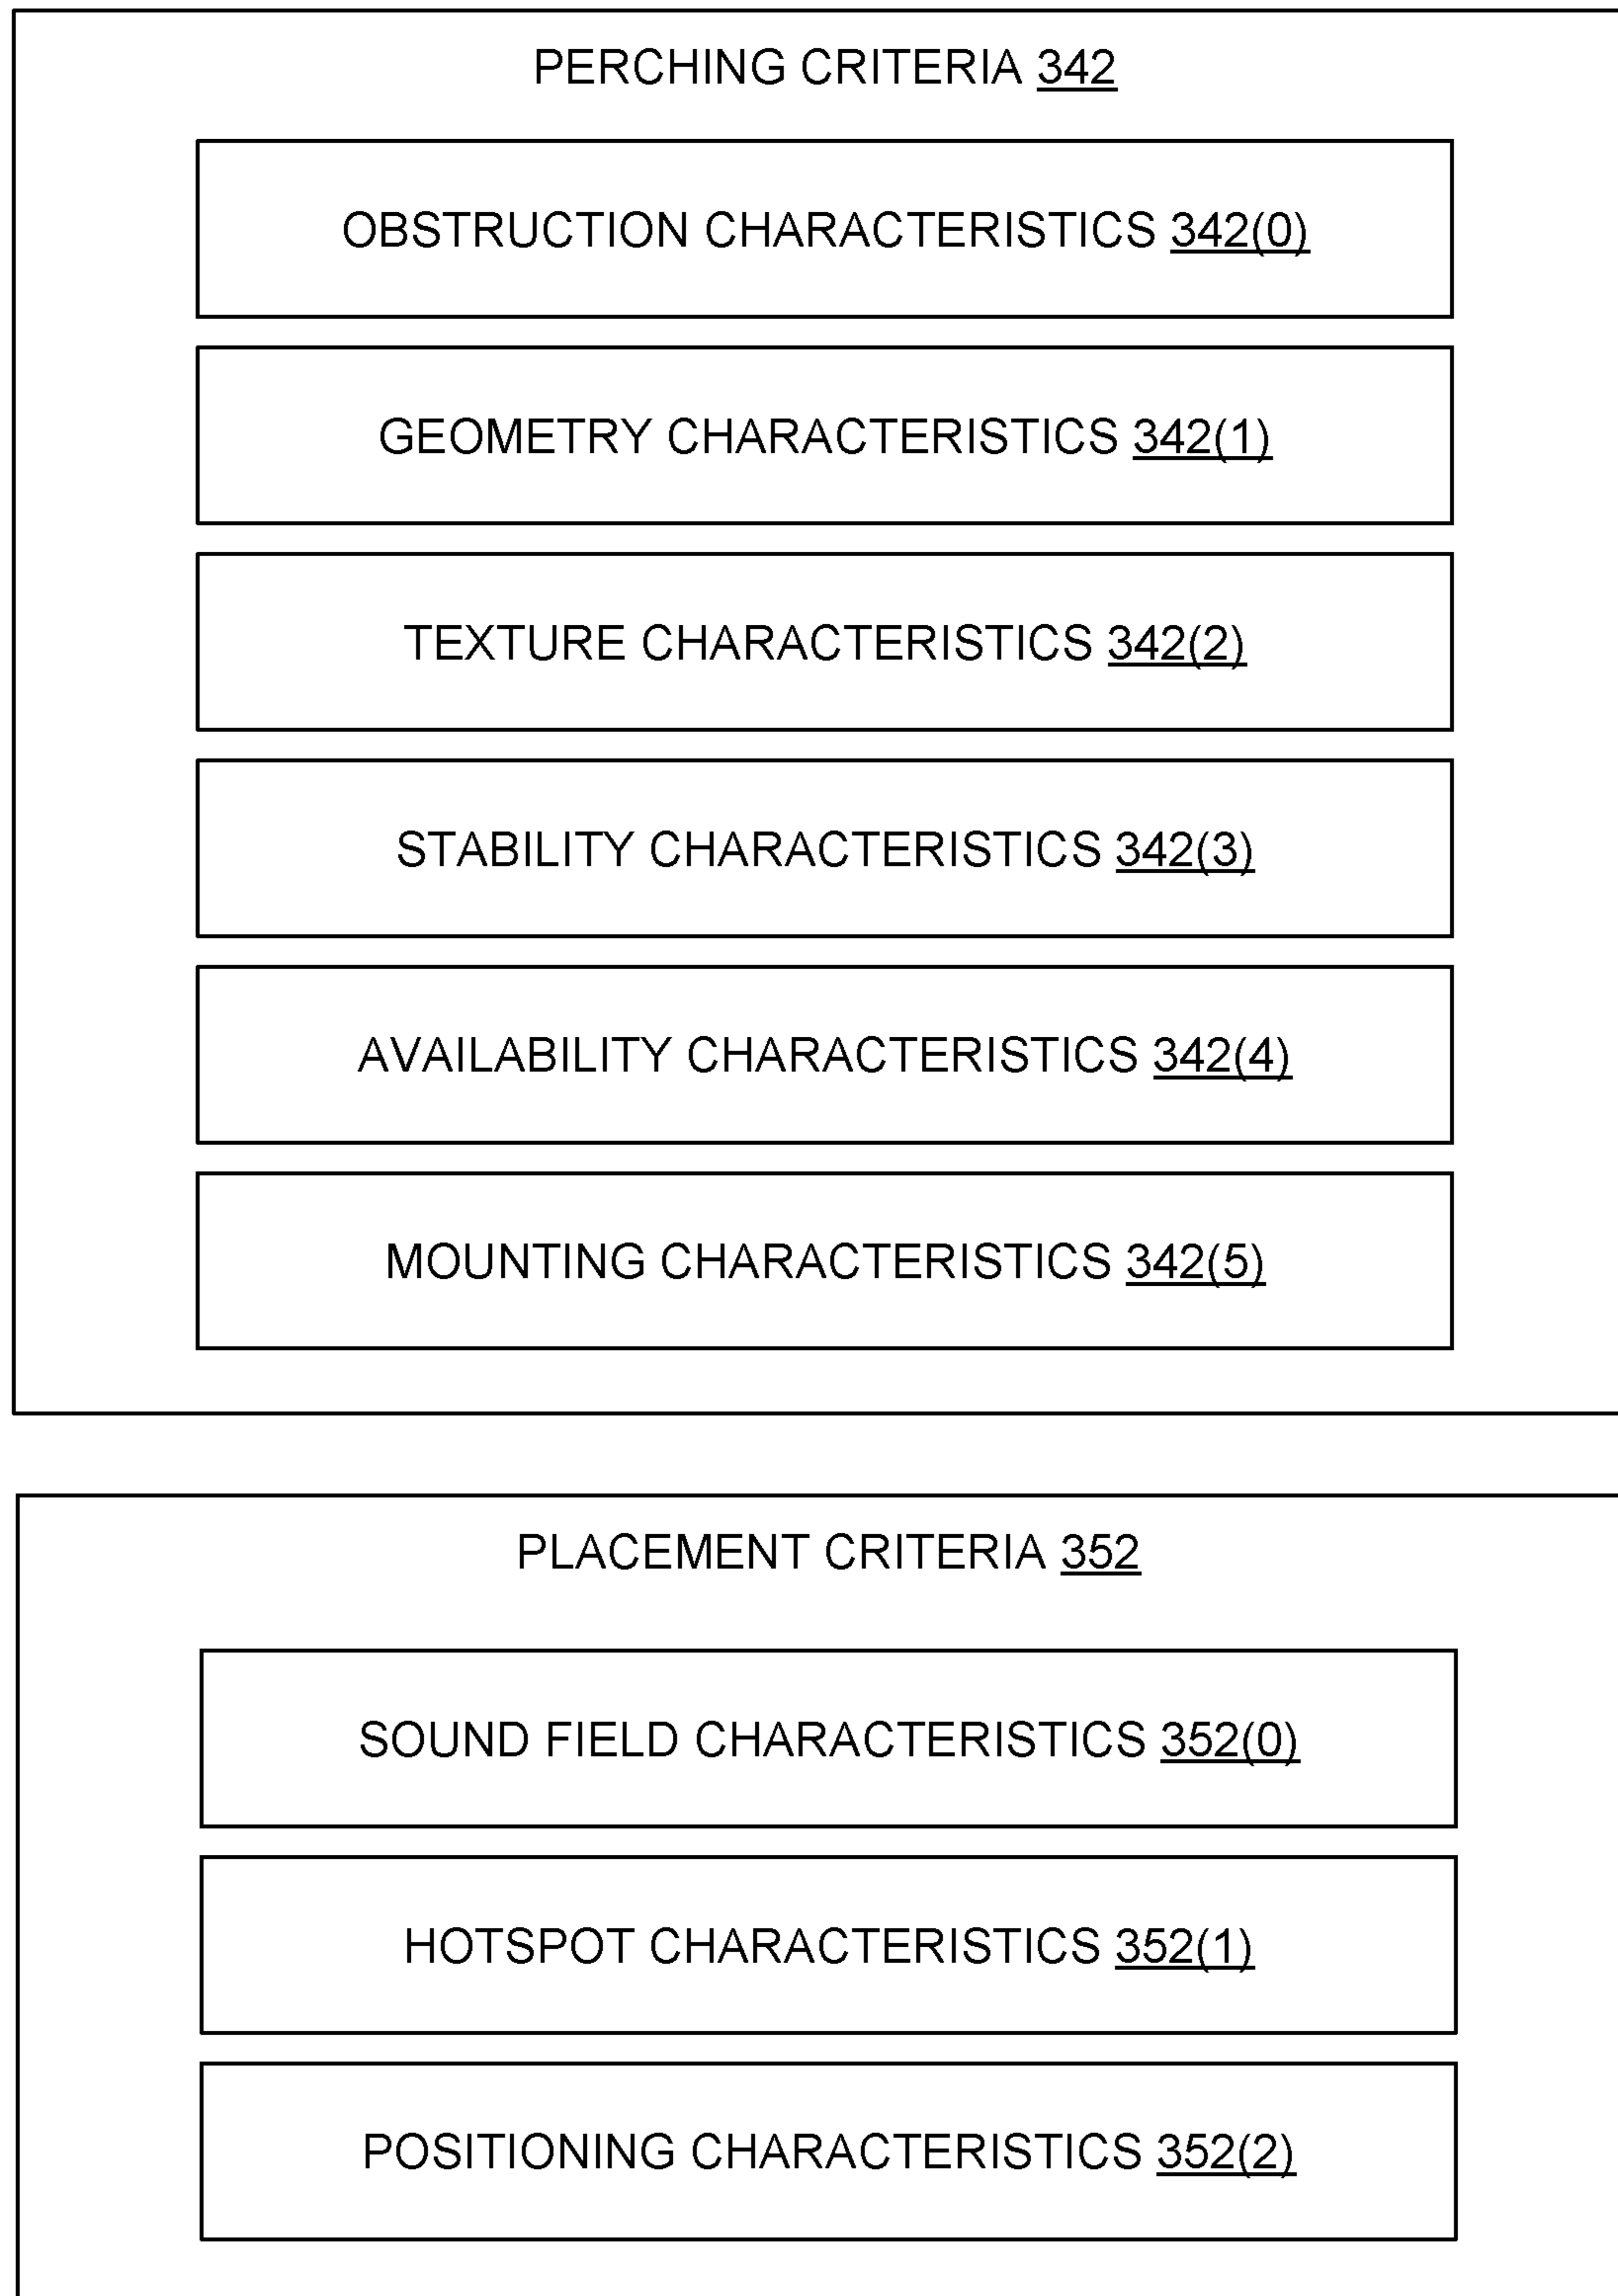 PERCHING CRITERIA 342
OBSTRUCTION CHARACTERISTICS 342(0)
GEOMETRY CHARACTERISTICS 342(1)
TEXTURE CHARACTERISTICS 342(2)
STABILITY CHARACTERISTICS 342(3)
AVAILABILITY CHARACTERISTICS 342(4)
MOUNTING CHARACTERISTICS 342(5)
PLACEMENT CRITERIA 352
SOUND FIELD CHARACTERISTICS 352(0)
HOTSPOT CHARACTERISTICS 352(1)
POSITIONING CHARACTERISTICS 352(2)